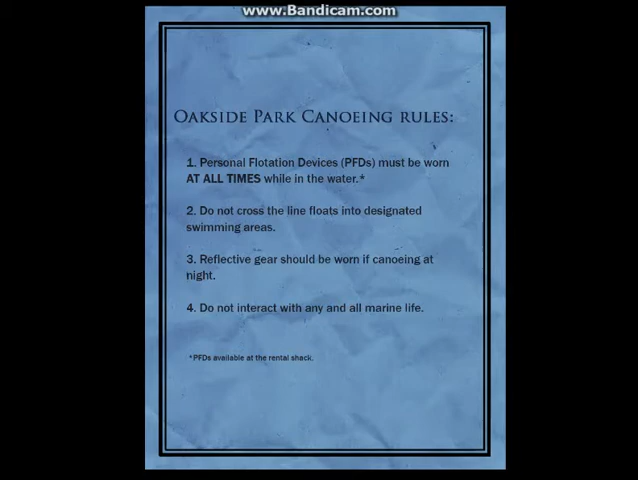 www.Bandicam.com
Oakside Park Canoeing rules:
1. Personal Flotation Devices (PFDs) must be worn
AT ALL TIMES while in the water.*
2. Do not cross the line floats into designated
swimming areas.
3. Reflective gear should be worn if canoeing at
night.
4. Do not interact with any and all marine life.
*PFDs available at the rental shack.